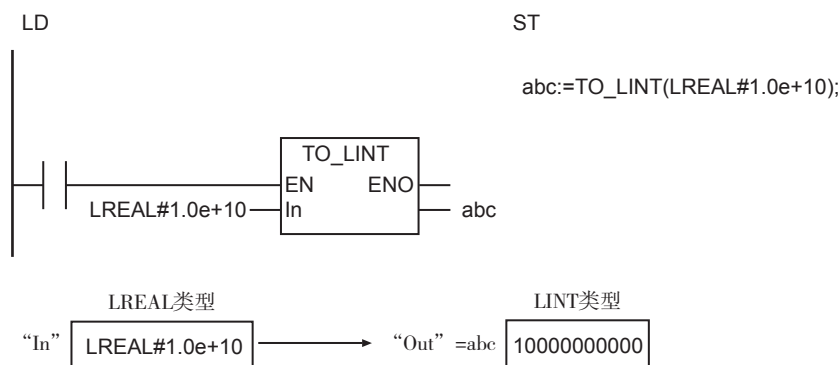 LD
ST
abc:=TO_LINT(LREAL#1.0e+10);
TO_LINT
EN ENO
LREAL#1.0e+10 In abc
LREAL类型 LINT类型
“In” LREAL#1.0e+10 “Out” =abc 10000000000